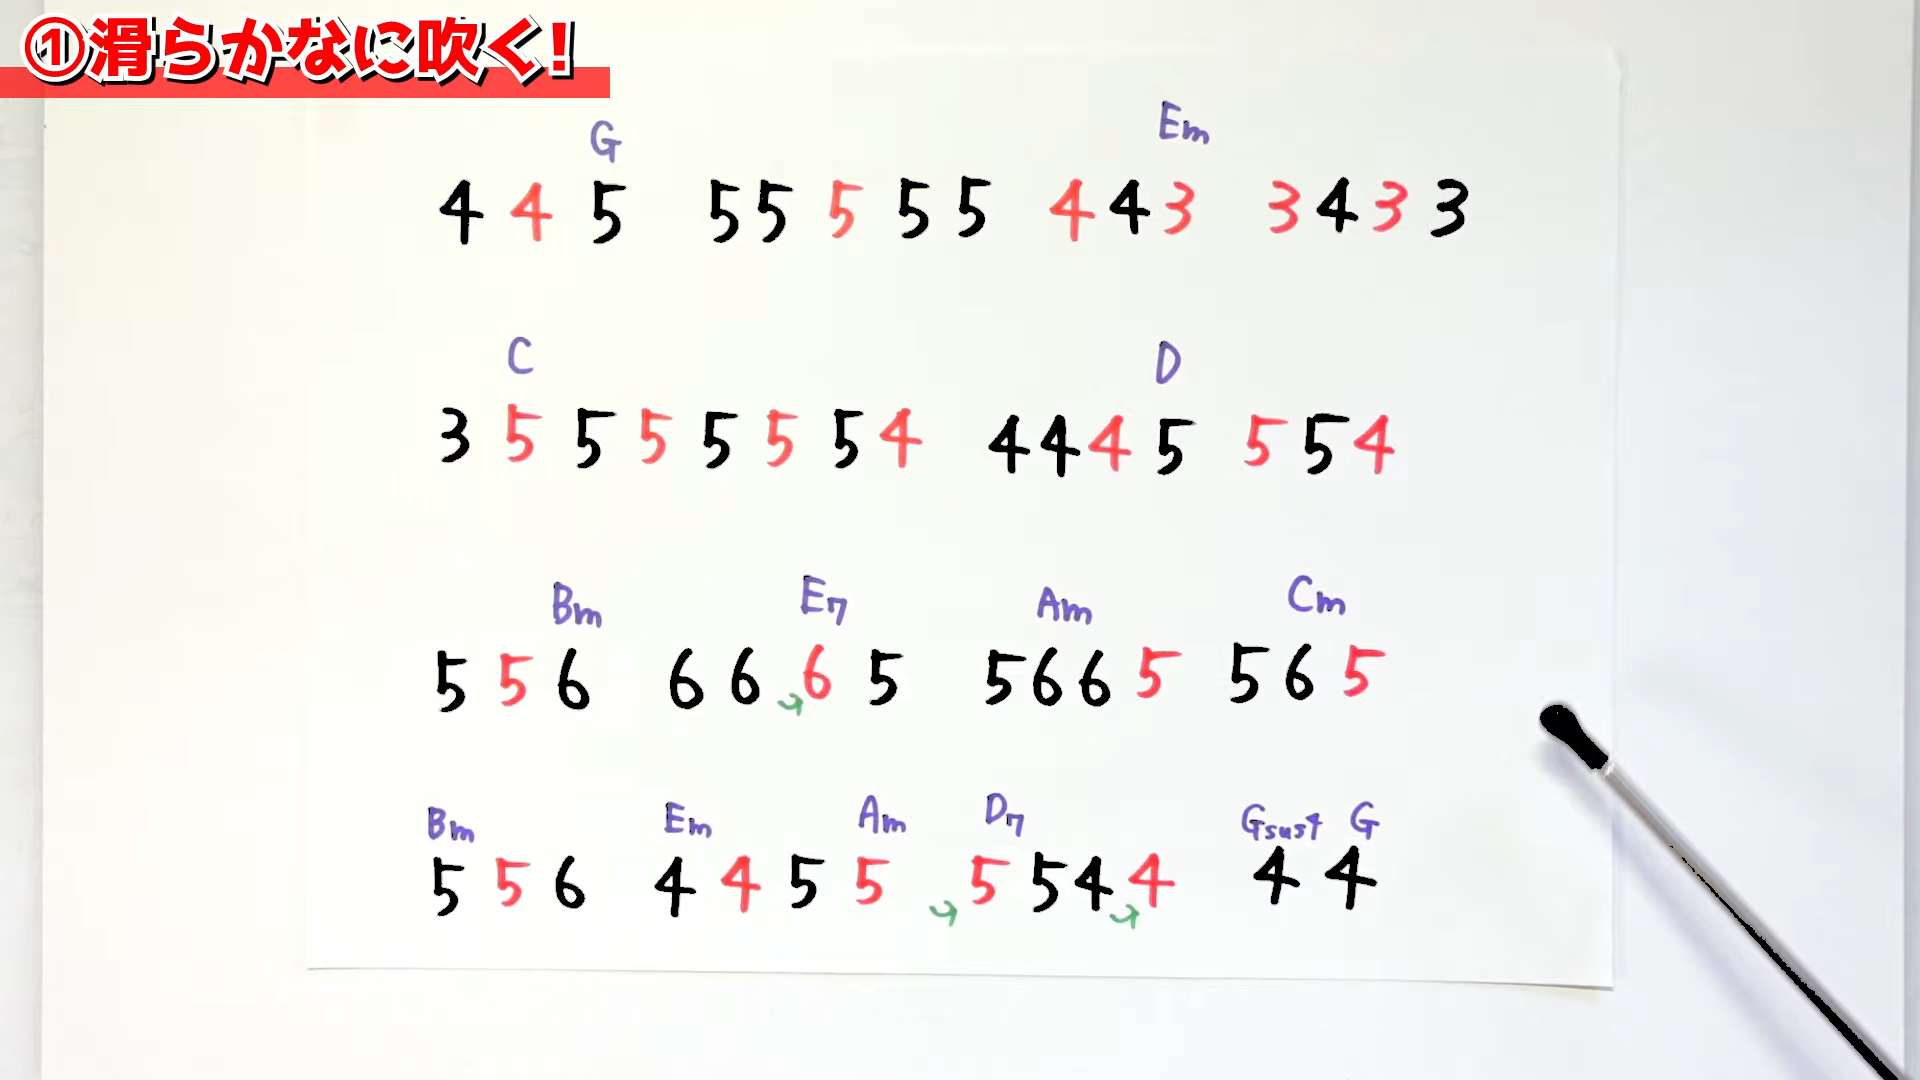 ①滑らかなに吹く!
G Em
4 4 5 5 5 5 5 5 4 4 3 3 4 3 3
C D
3 5 5 5 5 5 5 4 4 4 4 5 5 5 4
Bm E7 Am Cm
5 5 6 6 6 6 5 5 6 6 5 5 6 5
Bm Em Am D7 Gsus4 G
5 5 6 4 4 5 5 5 5 4 4 4 4